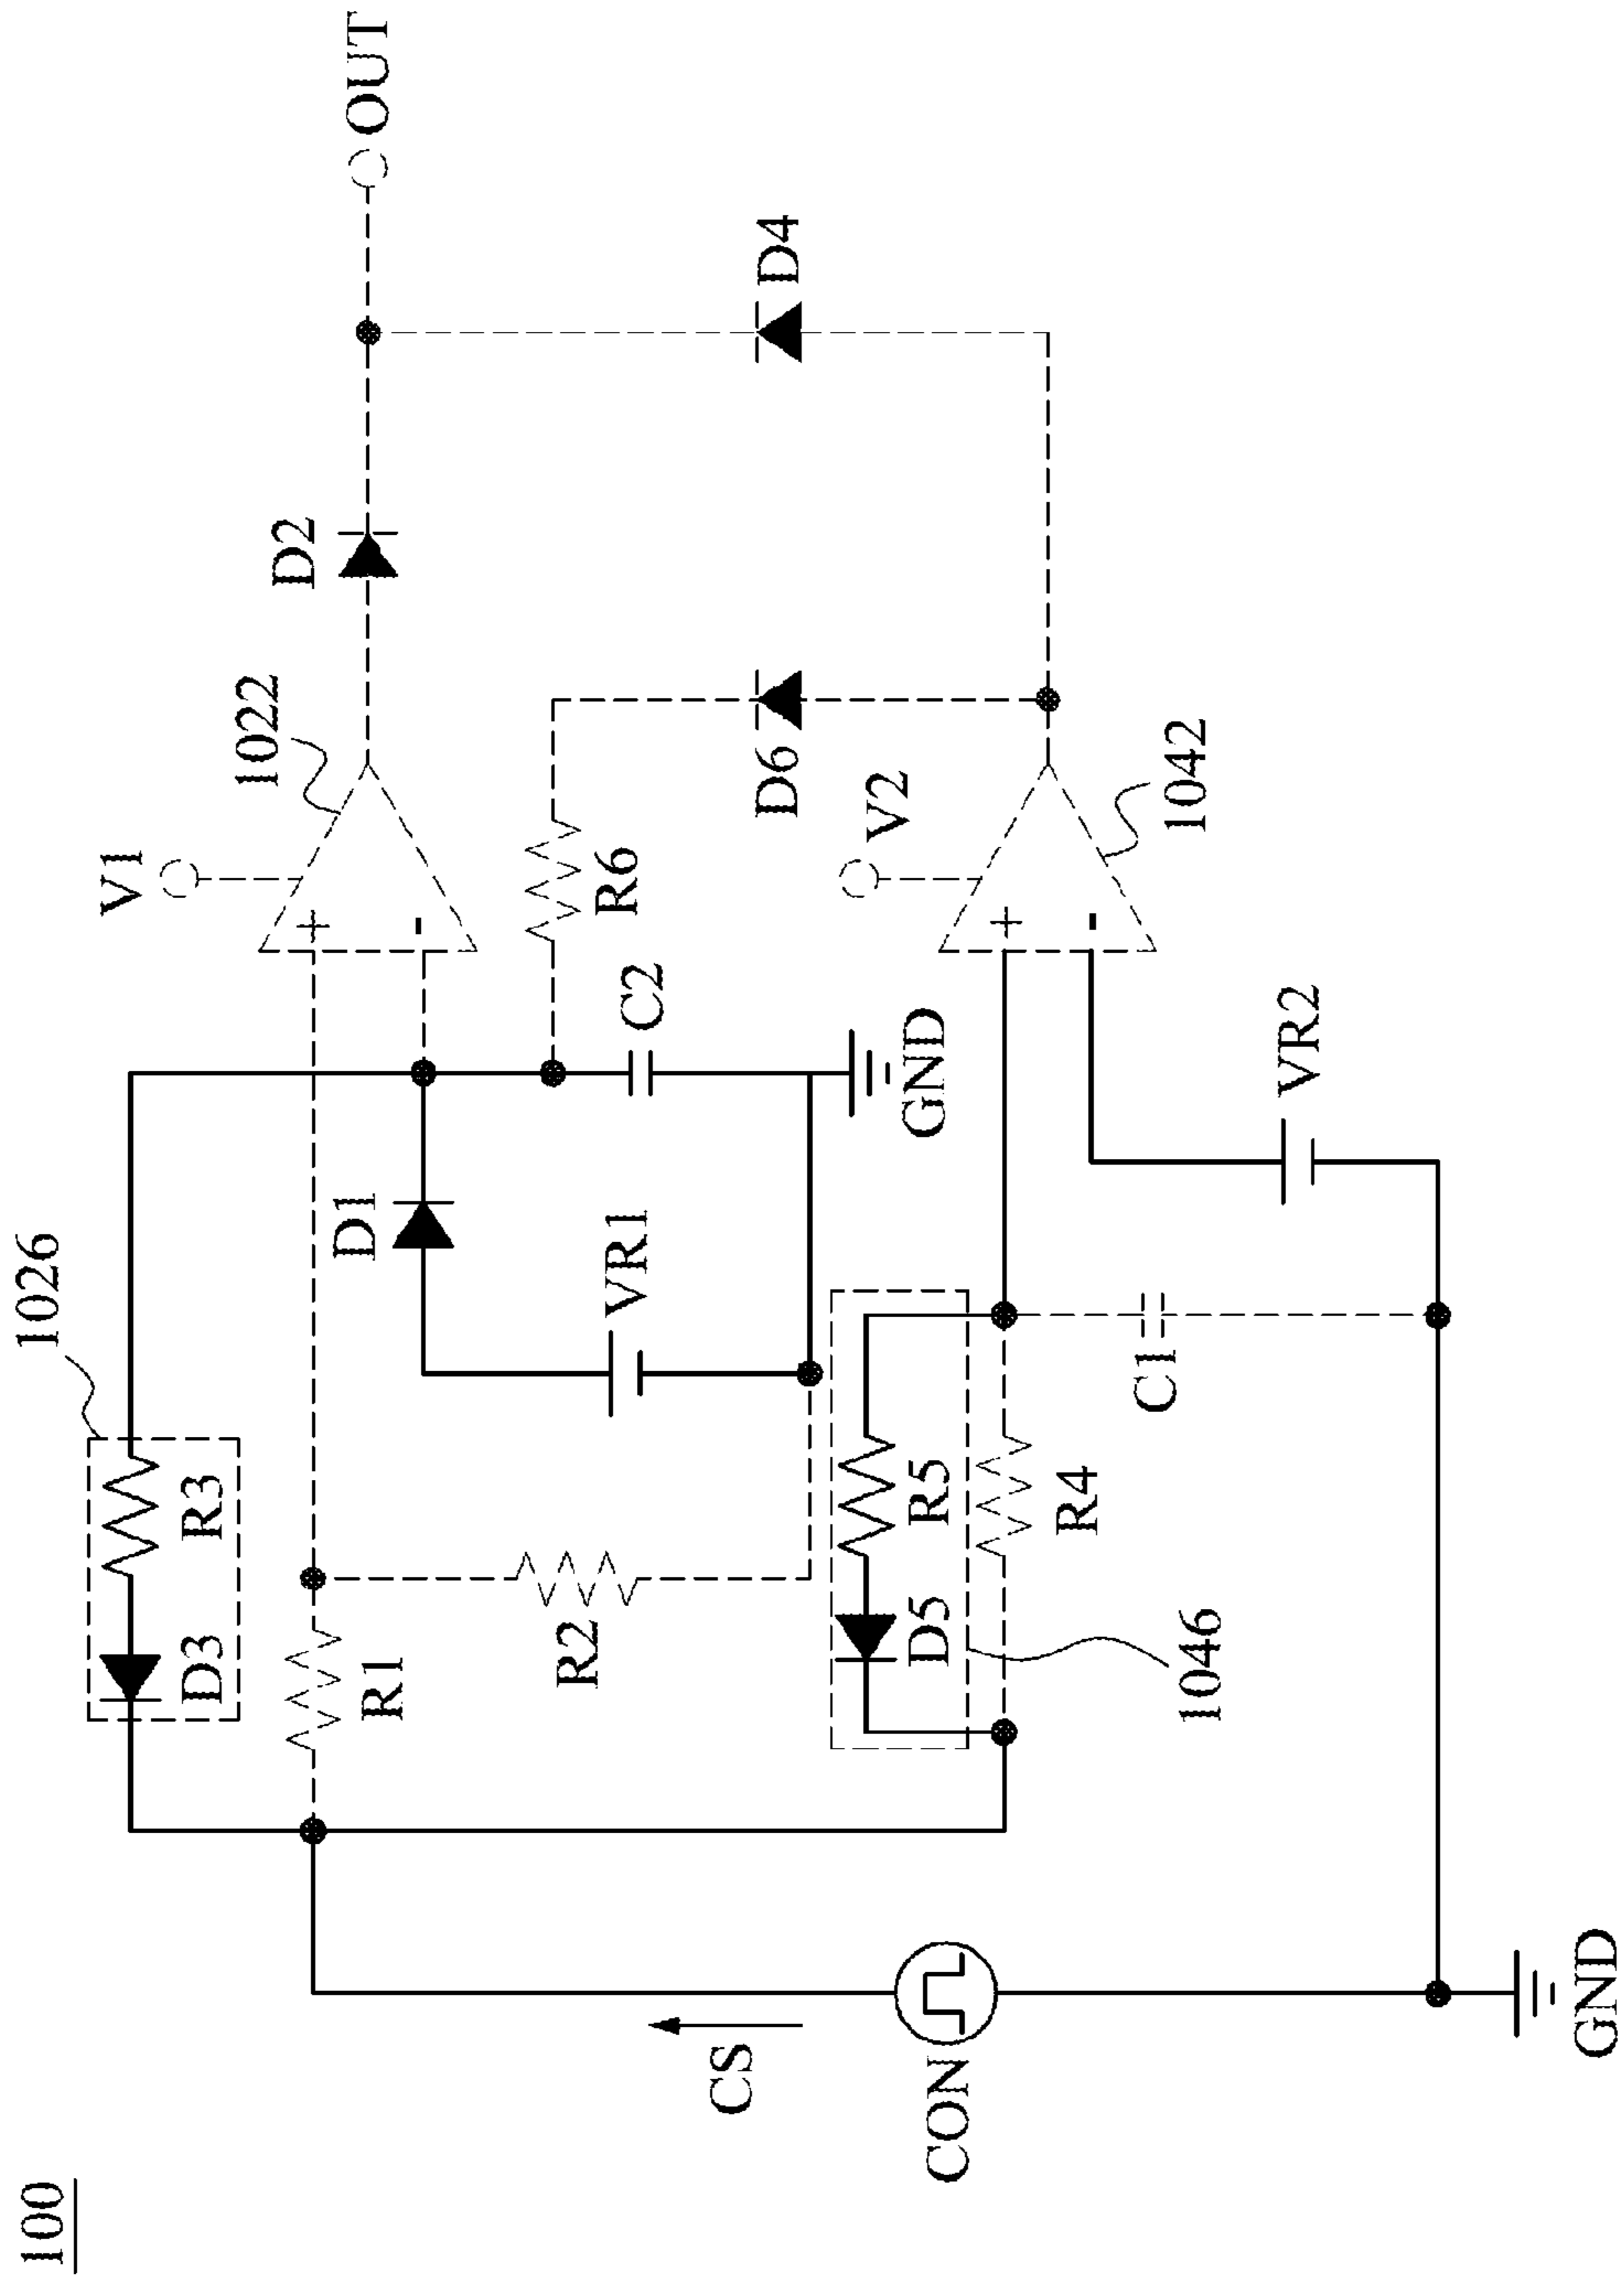 100
1026
D3
R3
V1
1022
D2
OUT
R1
D1
+
-
R2
VR1
C2
R6
D6
D4
CS
CON
GND
D5
R5
R4
1046
V2
+
-
1042
C1
VR2
GND